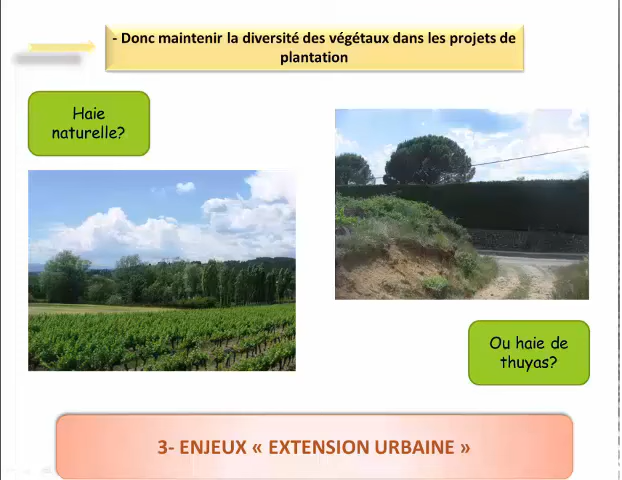 - Donc maintenir la diversité des végétaux dans les projets de
plantation
Haie
naturelle?
Ou haie de
thuyas?
3- ENJEUX « EXTENSION URBAINE »